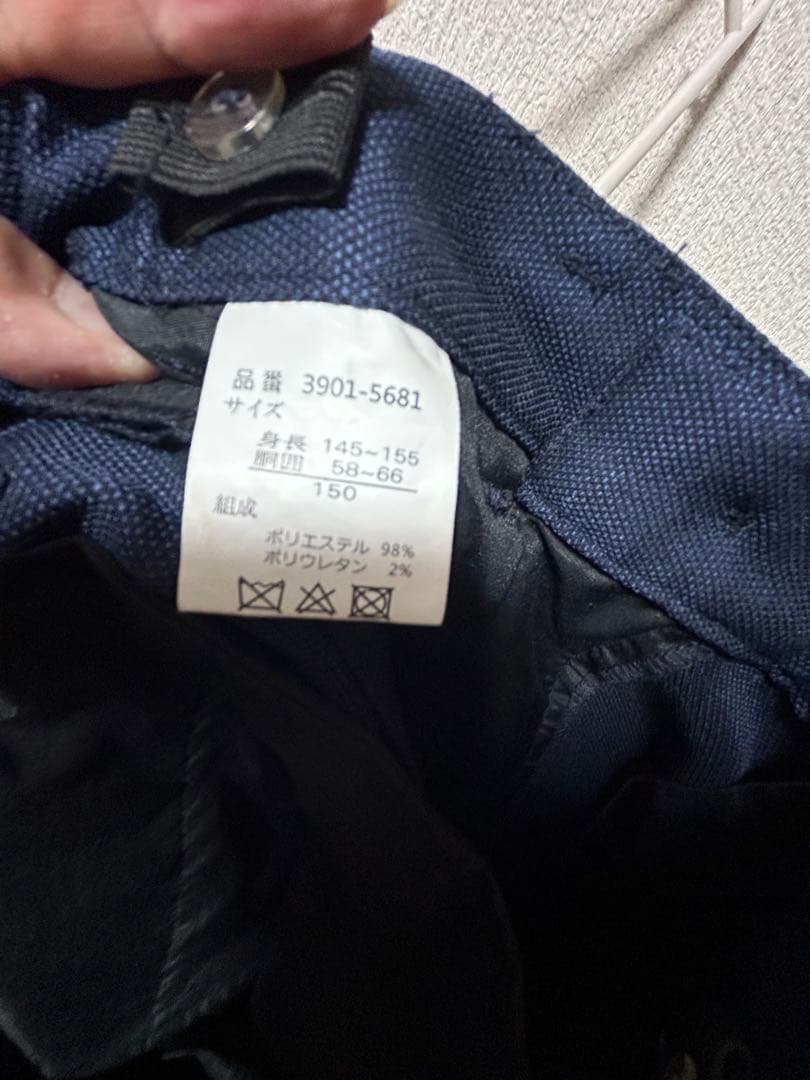 品番 3901-5681
サイズ
身長 145~155
胴囲 58~66
150
組成
ポリエステル 98%
ポリウレタン 2%